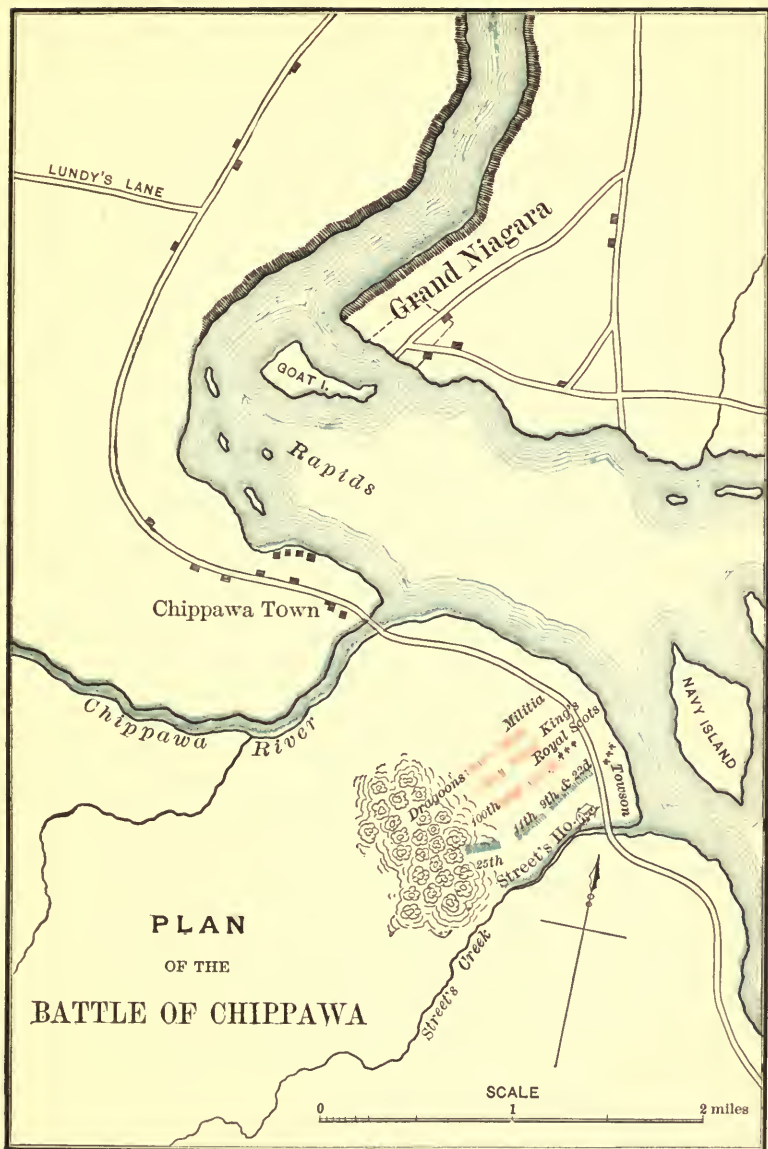 LUNDY'S LANE
Grand Niagara
GOAT I.
Rapids
Chippawa Town
Chippawa River
NAVY ISLAND
Militia
King's
Royal Scots
Dragoons
100th
11th 9th & 22d
Towson
25th
Street's Ho.
Street's Creek
PLAN
OF THE
BATTLE OF CHIPPAWA
SCALE
0 1 2 miles